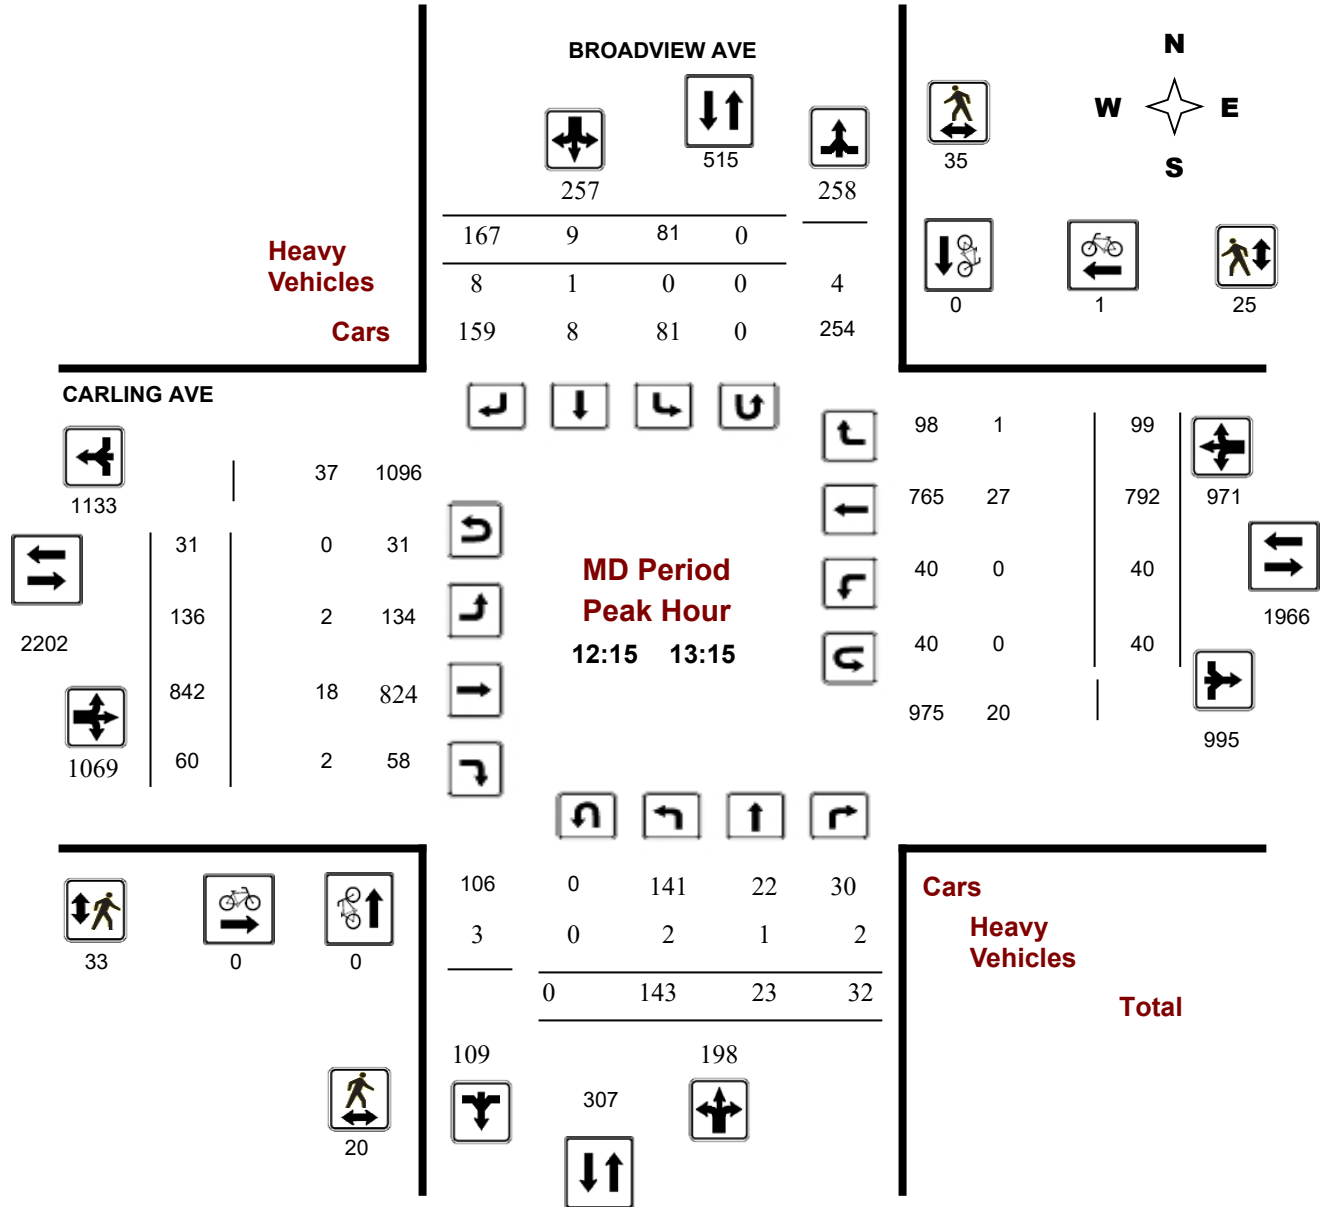 BROADVIEW AVE
N
W E
S
515
35
257 258
167 9 81 0
Heavy
Vehicles 8 1 0 0 4
Cars 159 8 81 0 254
0 1 25
CARLING AVE
98 1 99
37 1096
1133
765 27 792 971
31 0 31
MD Period
40 0 40
Peak Hour
136 2 134
1966
2202
12:15 13:15
40 0 40
842 18 824
975 20
995
1069 60 2 58
106 0 141 22 30 Cars
3 0 2 1 2 Heavy
Vehicles
33 0 0
0 143 23 32 Total
109 198
307
20